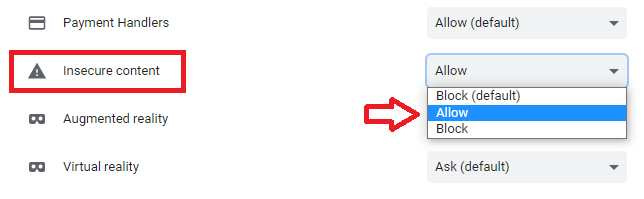 Payment Handlers
Allow (default)
Insecure content
Allow
Block (default)
Allow
Block
Augmented reality
Virtual reality
Ask (default)